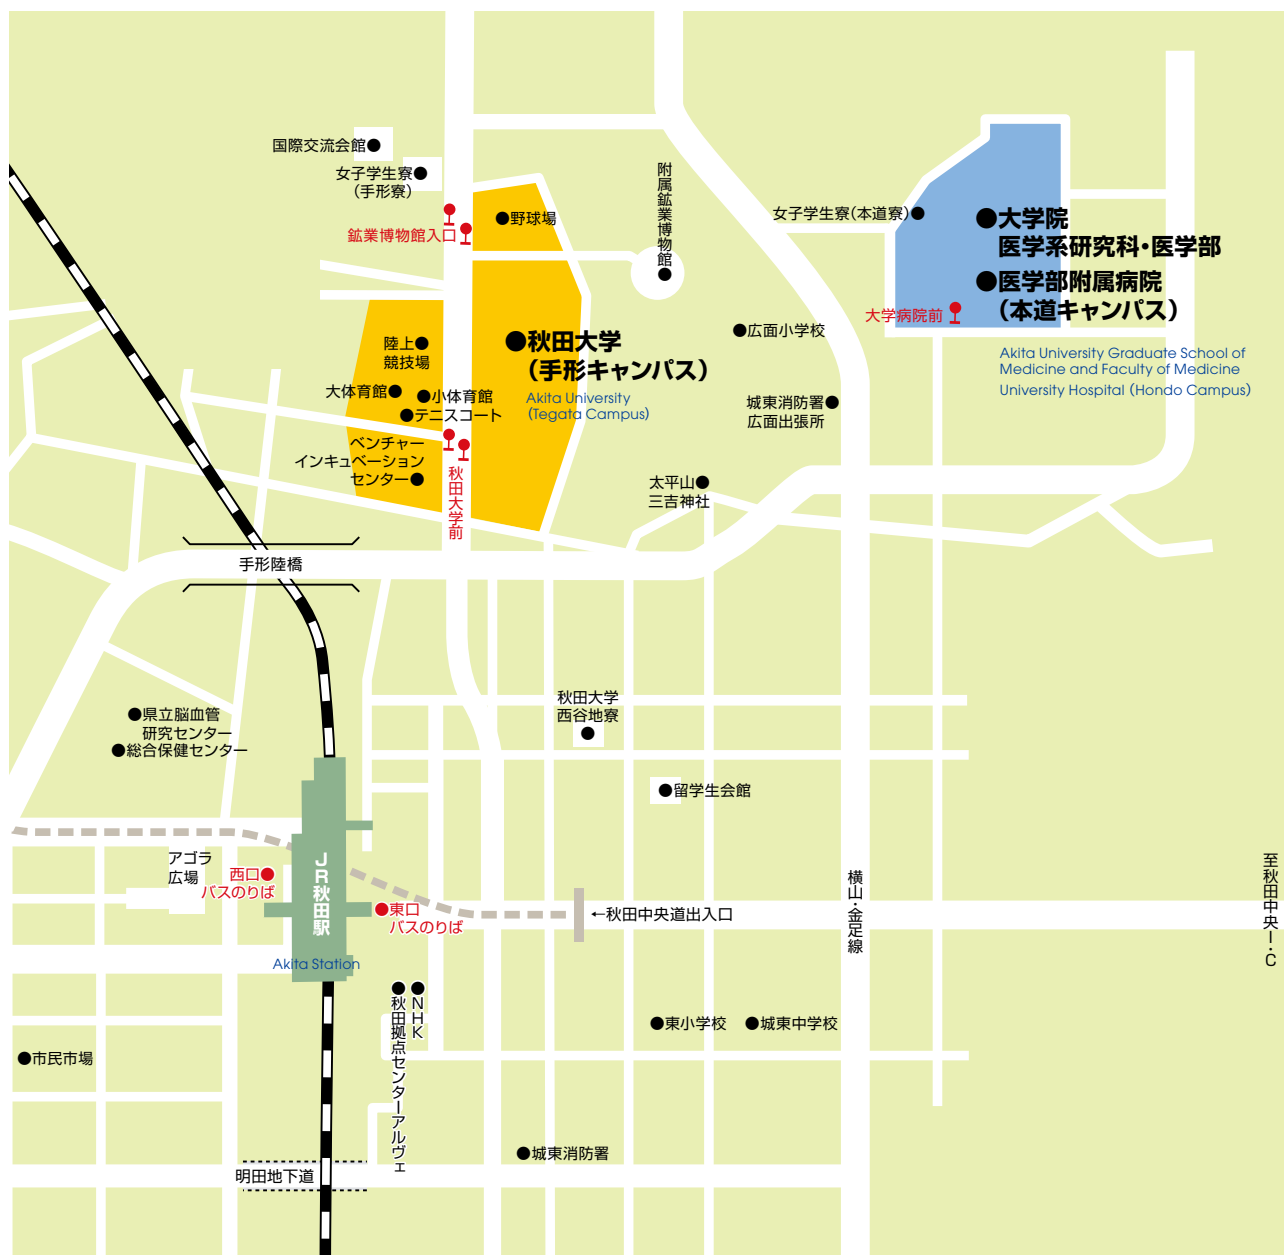 国際交流会館
女子学生寮
(手形寮)
鉱業博物館入口
野球場
附属鉱業博物館
女子学生寮(本道寮)
大学院
医学系研究科・医学部
医学部附属病院
(本道キャンパス)
大学病院前
Akita University Graduate School of
Medicine and Faculty of Medicine
University Hospital (Hondo Campus)
広面小学校
陸上
競技場
秋田大学
(手形キャンパス)
Akita University
(Tegata Campus)
大体育館
小体育館
テニスコート
城東消防署
広面出張所
ベンチャー
インキュベーション
センター
秋田大学前
太平山
三吉神社
手形陸橋
県立脳血管
研究センター
総合保健センター
秋田大学
西谷地寮
留学生会館
アゴラ
広場
西口
バスのりば
JR秋田駅
Akita Station
東口
バスのりば
←秋田中央道出入口
横山・金足線
至秋田中央I・C
NHK
秋田拠点センターアルヴェ
東小学校
城東中学校
市民市場
城東消防署
明田地下道